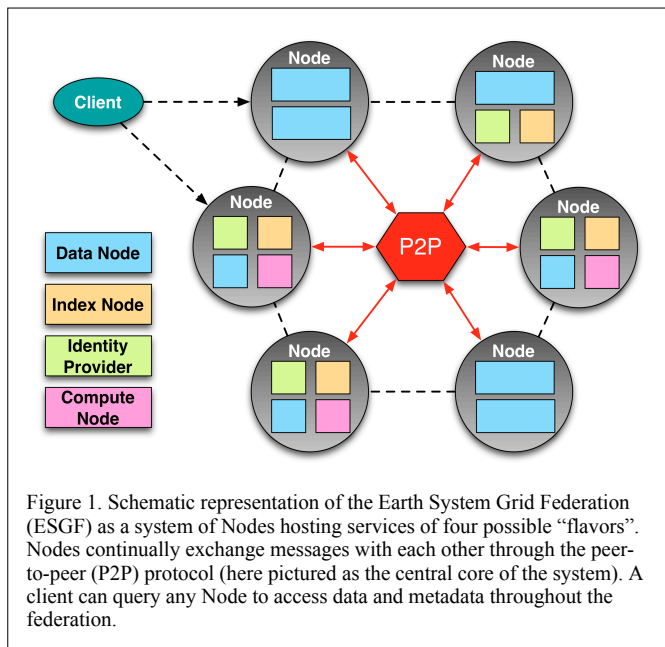 Node
Node
Client
Node
P2P
Node
Data Node
Index Node
Identity
Provider
Compute
Node
Node
Node
Figure 1. Schematic representation of the Earth System Grid Federation
(ESGF) as a system of Nodes hosting services of four possible “flavors”.
Nodes continually exchange messages with each other through the peer-
to-peer (P2P) protocol (here pictured as the central core of the system). A
client can query any Node to access data and metadata throughout the
federation.